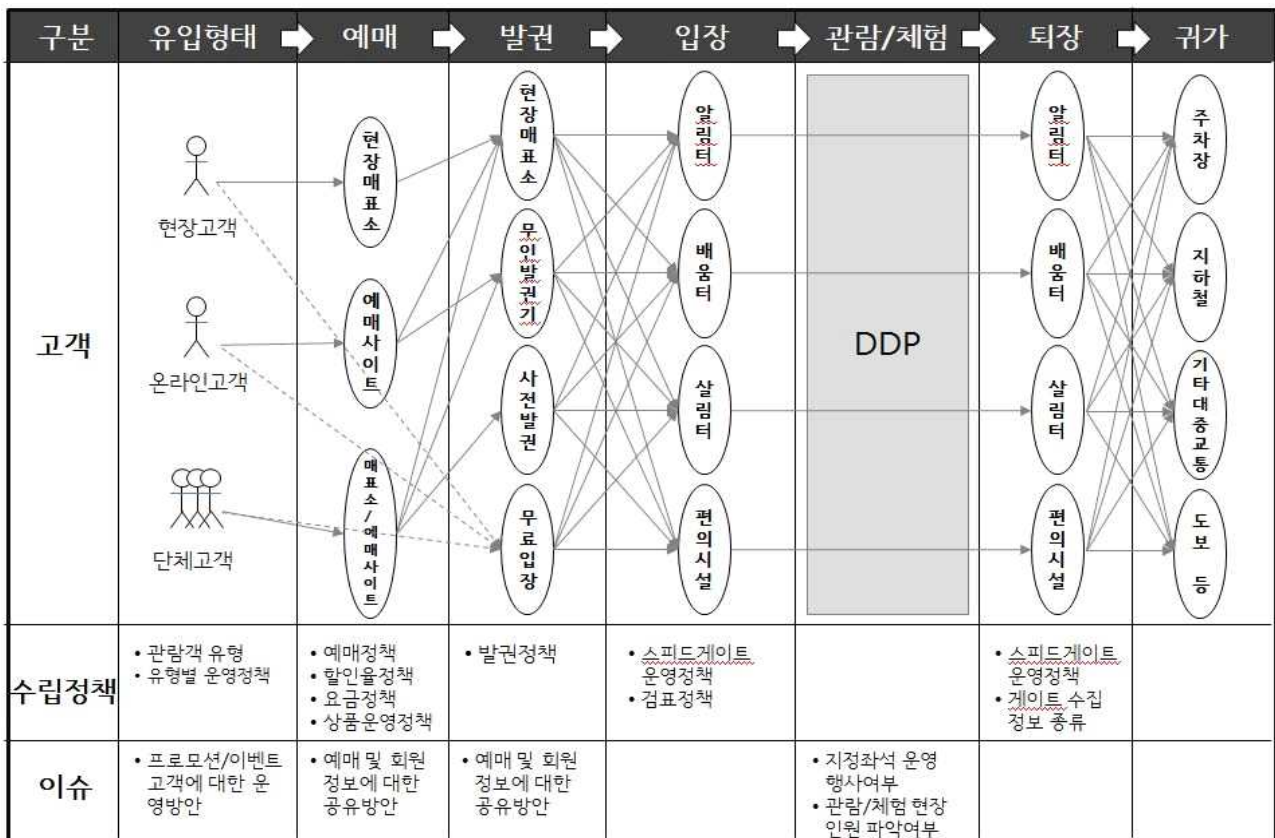 구분 유입형태 예매 발권 입장 관람/체험 퇴장 귀가
고객
현장고객
온라인고객
단체고객
현장매표소
예매사이트
매표소/예매사이트
현장매표소
무인발권기
사전발권
무료입장
알림터
배움터
살림터
편의시설
DDP
알림터
배움터
살림터
편의시설
주차장
지하철
기타대중교통
도보 등
수립정책
• 관람객 유형
• 유형별 운영정책
• 예매정책
• 할인율정책
• 요금정책
• 상품운영정책
• 발권정책
• 스피드게이트
운영정책
• 검표정책
• 스피드게이트
운영정책
• 게이트 수집
정보 종류
이슈
• 프로모션/이벤트
고객에 대한 운
영방안
• 예매 및 회원
정보에 대한
공유방안
• 예매 및 회원
정보에 대한
공유방안
• 지정좌석 운영
행사여부
• 관람/체험 현장
인원 파악여부